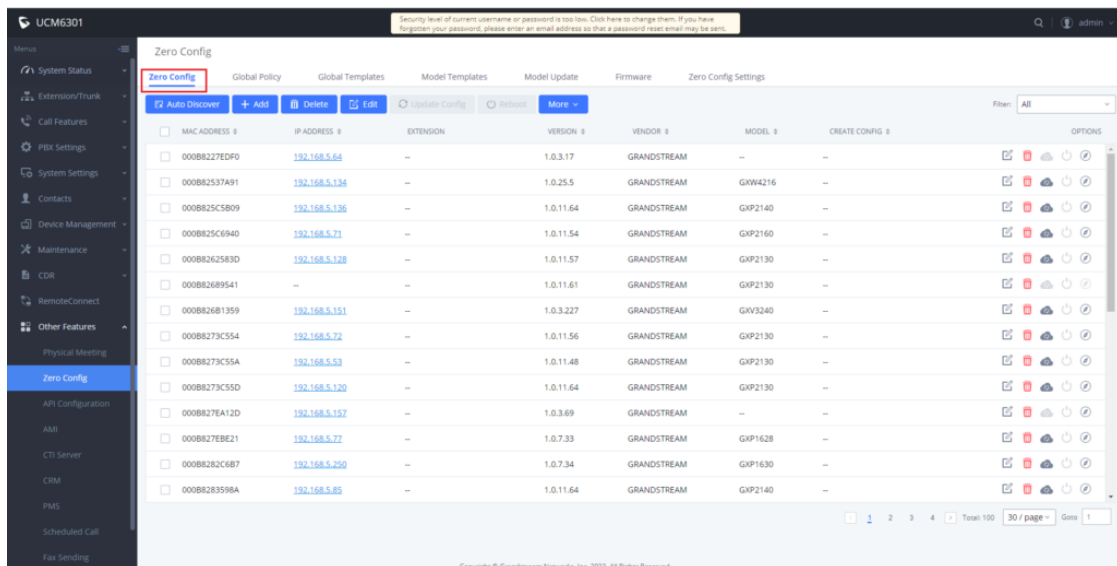 UCM6301
Security level of current username or password is too low. Click here to change them. If you have
forgotten your password, please enter an email address so that a password reset email may be sent.
admin
Menus
System Status
Extension/Trunk
Call Features
PBX Settings
System Settings
Contacts
Device Management
Maintenance
CDR
RemoteConnect
Other Features
Physical Meeting
Zero Config
API Configuration
AMI
CTI Server
CRM
PMS
Scheduled Call
Fax Sending
Zero Config
Zero Config Global Policy Global Templates Model Templates Model Update Firmware Zero Config Settings
Auto Discover + Add Delete Edit Update Config Reboot More Filter: All
MAC ADDRESS IP ADDRESS EXTENSION VERSION VENDOR MODEL CREATE CONFIG OPTIONS
000B8227EDF0 192.168.5.64 -- 1.0.3.17 GRANDSTREAM -- --
000B82537A91 192.168.5.134 -- 1.0.25.5 GRANDSTREAM GXW4216 --
000B825C5B09 192.168.5.136 -- 1.0.11.64 GRANDSTREAM GXP2140 --
000B825C6940 192.168.5.71 -- 1.0.11.54 GRANDSTREAM GXP2160 --
000B8262583D 192.168.5.128 -- 1.0.11.57 GRANDSTREAM GXP2130 --
000B82689541 -- -- 1.0.11.61 GRANDSTREAM GXP2130 --
000B826B1359 192.168.5.151 -- 1.0.3.227 GRANDSTREAM GXV3240 --
000B8273C554 192.168.5.72 -- 1.0.11.56 GRANDSTREAM GXP2130 --
000B8273C55A 192.168.5.53 -- 1.0.11.48 GRANDSTREAM GXP2130 --
000B8273C55D 192.168.5.120 -- 1.0.11.64 GRANDSTREAM GXP2130 --
000B827EA12D 192.168.5.157 -- 1.0.3.69 GRANDSTREAM -- --
000B827EBE21 192.168.5.77 -- 1.0.7.33 GRANDSTREAM GXP1628 --
000B8282C6B7 192.168.5.250 -- 1.0.7.34 GRANDSTREAM GXP1630 --
000B8283598A 192.168.5.85 -- 1.0.11.64 GRANDSTREAM GXP2140 --
< 1 2 3 4 > Total: 100 30 / page Goto 1